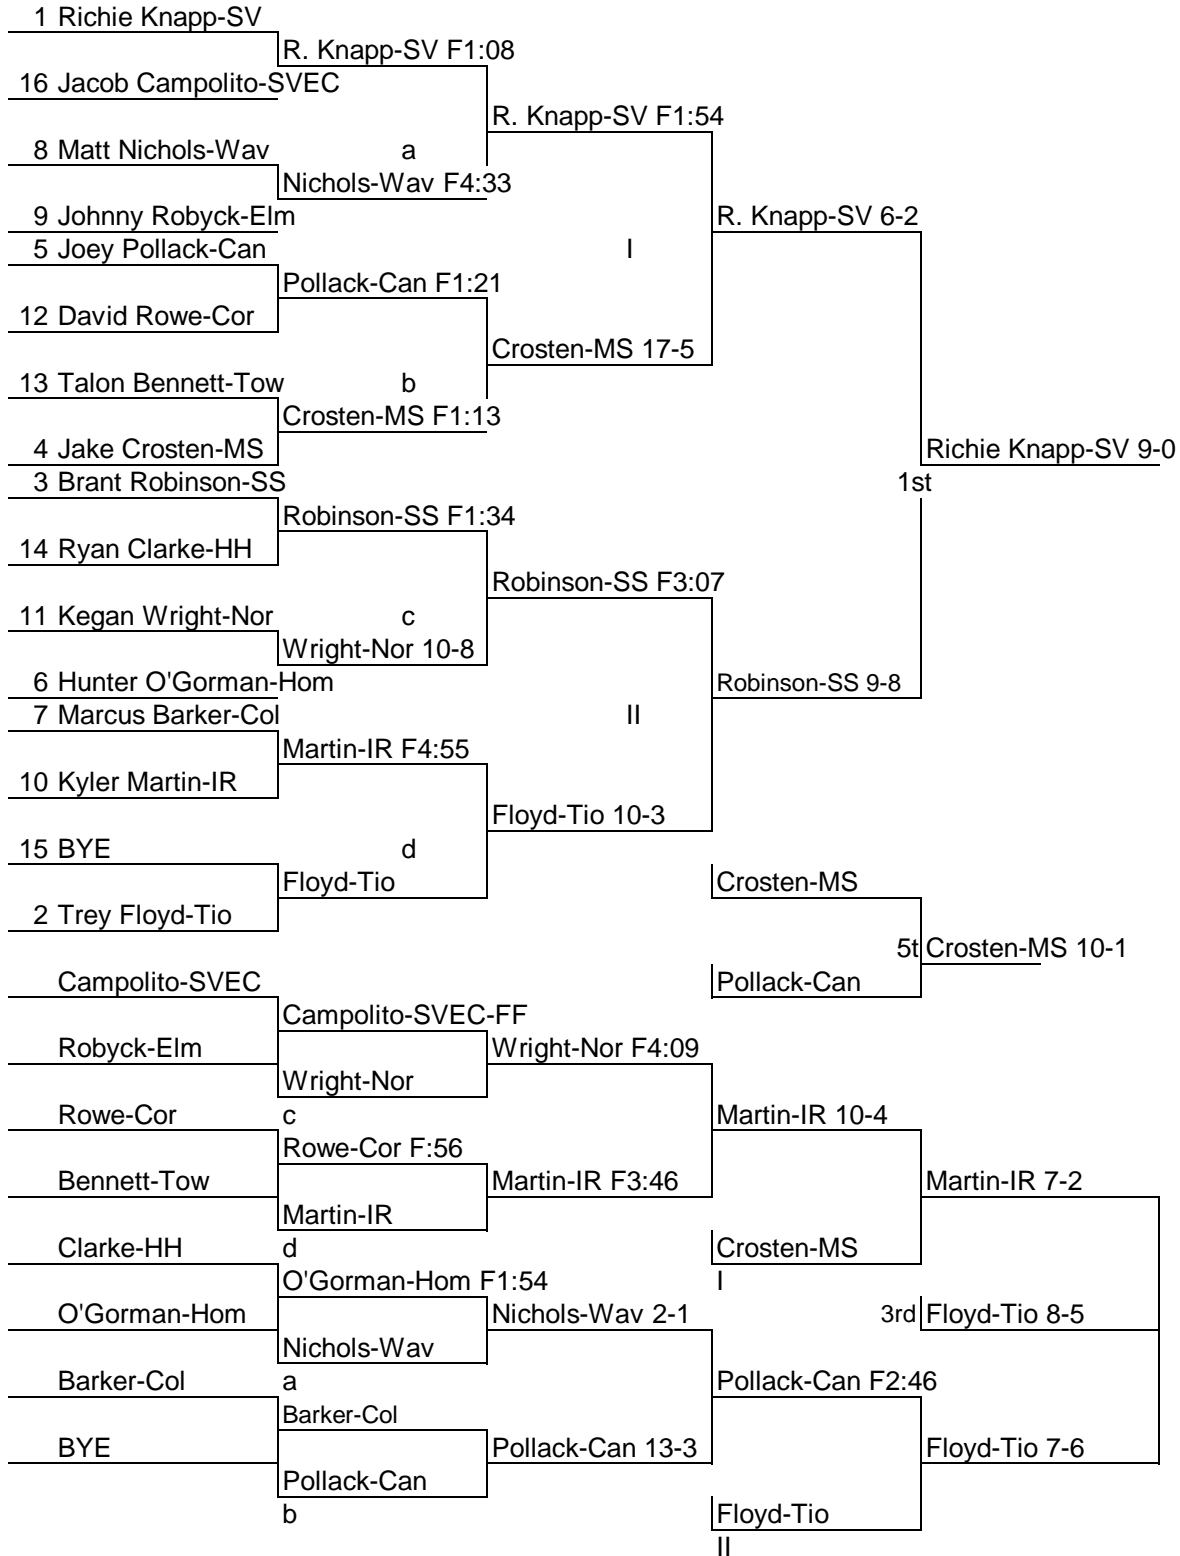 1 Richie Knapp-SV
R. Knapp-SV F1:08
16 Jacob Campolito-SVEC
R. Knapp-SV F1:54
8 Matt Nichols-Wav a
Nichols-Wav F4:33
9 Johnny Robyck-Elm R. Knapp-SV 6-2
5 Joey Pollack-Can I
Pollack-Can F1:21
12 David Rowe-Cor
Crosten-MS 17-5
13 Talon Bennett-Tow b
Crosten-MS F1:13
4 Jake Crosten-MS Richie Knapp-SV 9-0
3 Brant Robinson-SS 1st
Robinson-SS F1:34
14 Ryan Clarke-HH
Robinson-SS F3:07
11 Kegan Wright-Nor c
Wright-Nor 10-8
6 Hunter O'Gorman-Hom Robinson-SS 9-8
7 Marcus Barker-Col II
Martin-IR F4:55
10 Kyler Martin-IR
Floyd-Tio 10-3
15 BYE d
Floyd-Tio Crosten-MS
2 Trey Floyd-Tio
5t Crosten-MS 10-1
Campolito-SVEC Pollack-Can
Campolito-SVEC-FF
Robyck-Elm Wright-Nor F4:09
Wright-Nor
Rowe-Cor c Martin-IR 10-4
Rowe-Cor F:56
Bennett-Tow Martin-IR F3:46 Martin-IR 7-2
Martin-IR
Clarke-HH d Crosten-MS
O'Gorman-Hom F1:54 I
O'Gorman-Hom Nichols-Wav 2-1 3rd Floyd-Tio 8-5
Nichols-Wav
Barker-Col a Pollack-Can F2:46
Barker-Col
BYE Pollack-Can 13-3 Floyd-Tio 7-6
Pollack-Can
b Floyd-Tio
II